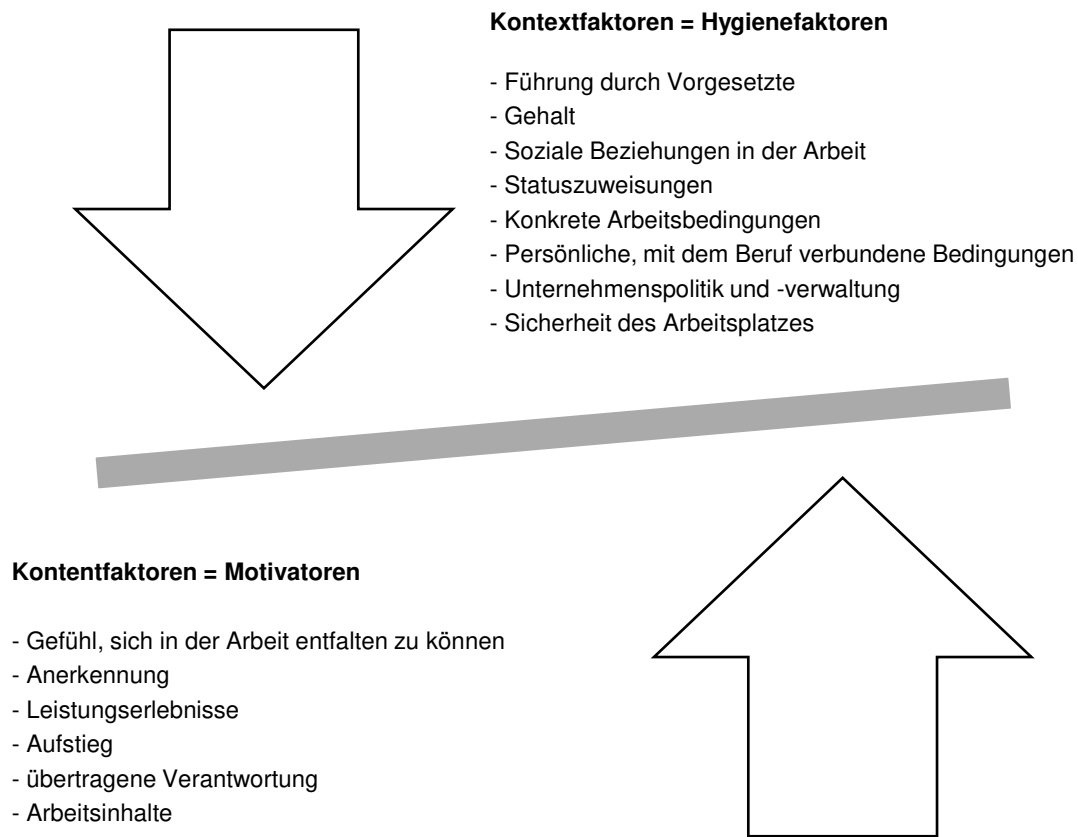 Kontextfaktoren = Hygienefaktoren
- Führung durch Vorgesetzte
- Gehalt
- Soziale Beziehungen in der Arbeit
- Statuszuweisungen
- Konkrete Arbeitsbedingungen
- Persönliche, mit dem Beruf verbundene Bedingungen
- Unternehmenspolitik und -verwaltung
- Sicherheit des Arbeitsplatzes
Kontentfaktoren = Motivatoren
- Gefühl, sich in der Arbeit entfalten zu können
- Anerkennung
- Leistungserlebnisse
- Aufstieg
- übertragene Verantwortung
- Arbeitsinhalte